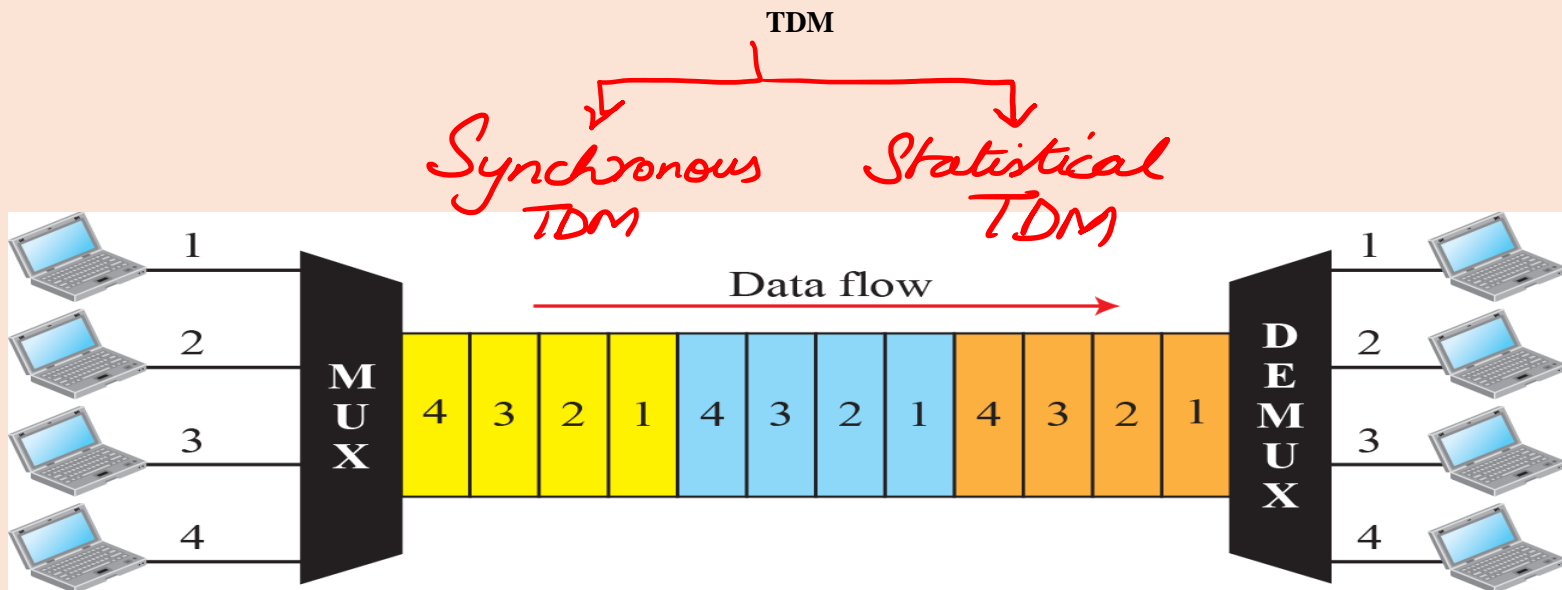 TDM
Synchronous TDM
Statistical TDM
1
2
3
4
MUX
Data flow
4 3 2 1 4 3 2 1 4 3 2 1
DEMUX
1
2
3
4